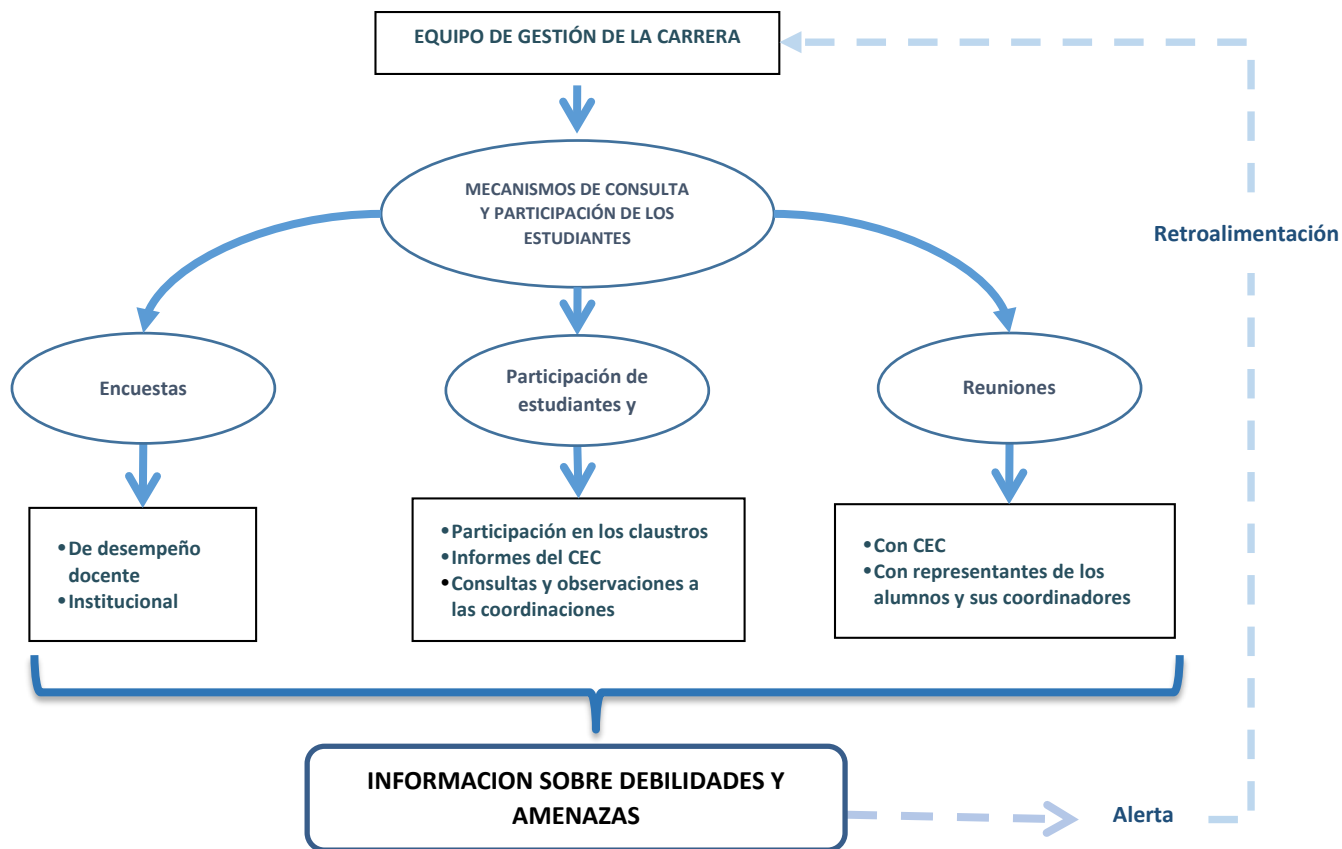 EQUIPO DE GESTIÓN DE LA CARRERA
MECANISMOS DE CONSULTA
Y PARTICIPACIÓN DE LOS
ESTUDIANTES
Retroalimentación
Encuestas
Participación de
estudiantes y
Reuniones
•De desempeño
docente
•Institucional
•Participación en los claustros
•Informes del CEC
•Consultas y observaciones a
las coordinaciones
•Con CEC
•Con representantes de los
alumnos y sus coordinadores
INFORMACION SOBRE DEBILIDADES Y
AMENAZAS
Alerta